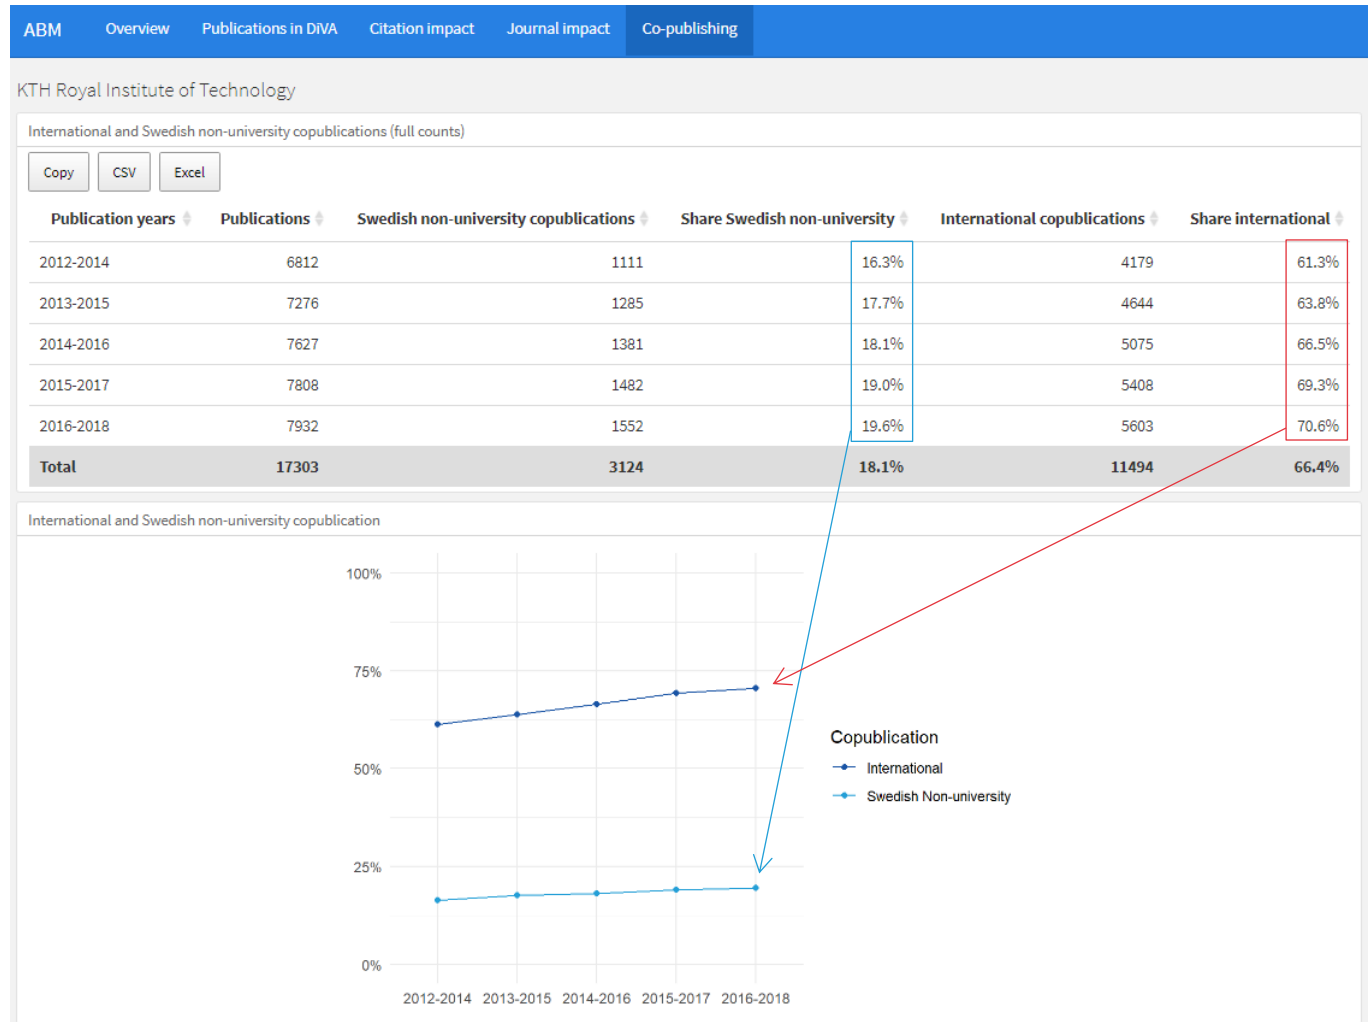 ABM Overview Publications in DiVA Citation impact Journal impact Co-publishing
KTH Royal Institute of Technology
International and Swedish non-university copublications (full counts)
Copy CSV Excel
Publication years Publications Swedish non-university copublications Share Swedish non-university International copublications Share international
2012-2014 6812 1111 16.3% 4179 61.3%
2013-2015 7276 1285 17.7% 4644 63.8%
2014-2016 7627 1381 18.1% 5075 66.5%
2015-2017 7808 1482 19.0% 5408 69.3%
2016-2018 7932 1552 19.6% 5603 70.6%
Total 17303 3124 18.1% 11494 66.4%
International and Swedish non-university copublication
100%
75%
50%
25%
0%
2012-2014 2013-2015 2014-2016 2015-2017 2016-2018
Copublication
International
Swedish Non-university